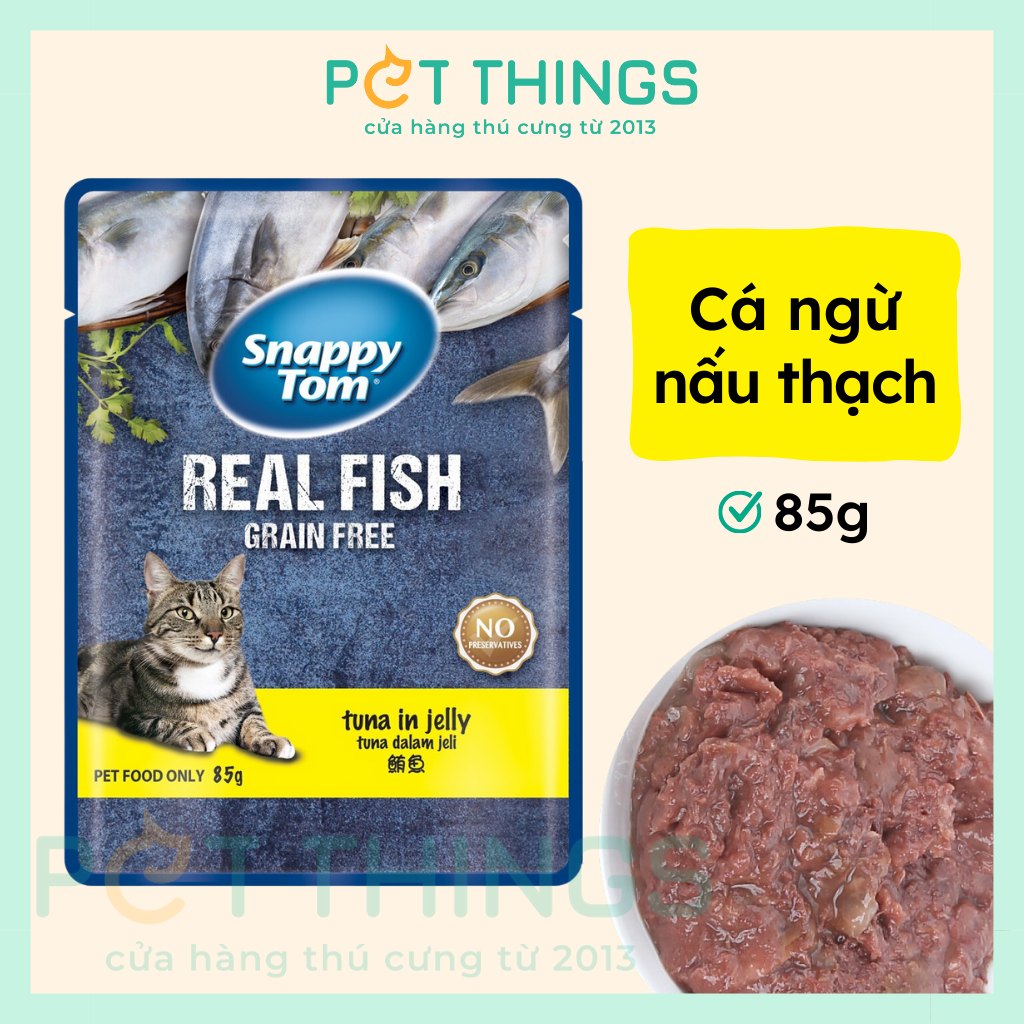 PET THINGS
cửa hàng thú cưng từ 2013
Snappy
Tom®
REAL FISH
GRAIN FREE
NO
PRESERVATIVES
tuna in jelly
tuna dalam jeli
鮪魚
PET FOOD ONLY 85g
Cá ngừ
nấu thạch
85g
PET THINGS
cửa hàng thú cưng từ 2013